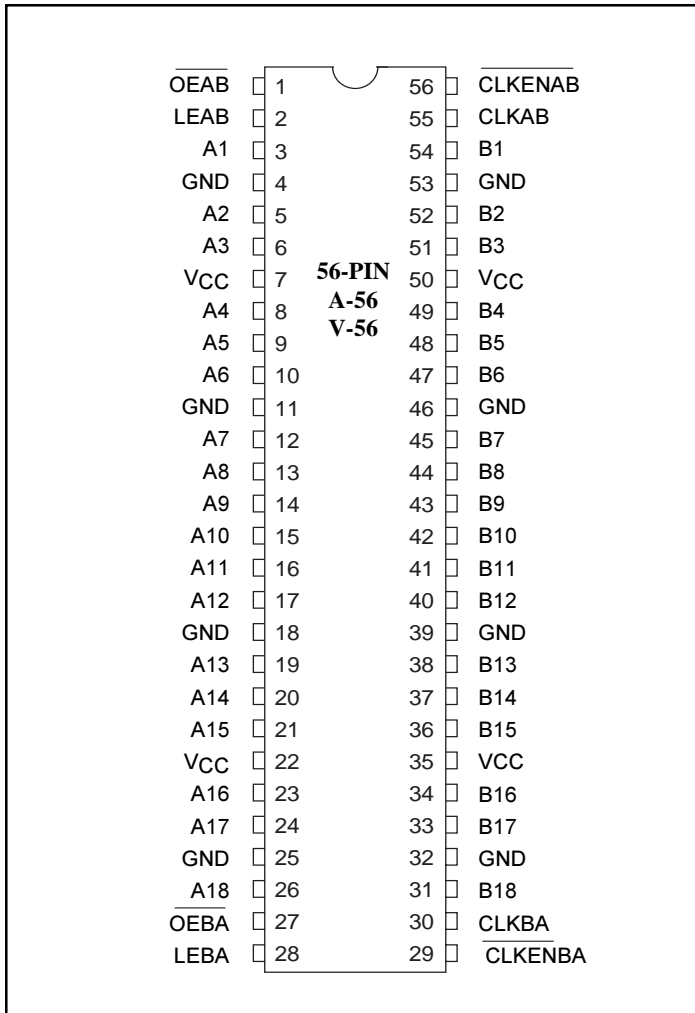 O̅E̅A̅B̅ 1 56 C̅L̅K̅E̅N̅A̅B̅
LEAB 2 55 CLKAB
A1 3 54 B1
GND 4 53 GND
A2 5 52 B2
A3 6 51 B3
VCC 7 56-PIN 50 VCC
A4 8 A-56 49 B4
A5 9 V-56 48 B5
A6 10 47 B6
GND 11 46 GND
A7 12 45 B7
A8 13 44 B8
A9 14 43 B9
A10 15 42 B10
A11 16 41 B11
A12 17 40 B12
GND 18 39 GND
A13 19 38 B13
A14 20 37 B14
A15 21 36 B15
VCC 22 35 VCC
A16 23 34 B16
A17 24 33 B17
GND 25 32 GND
A18 26 31 B18
O̅E̅B̅A̅ 27 30 CLKBA
LEBA 28 29 C̅L̅K̅E̅N̅B̅A̅